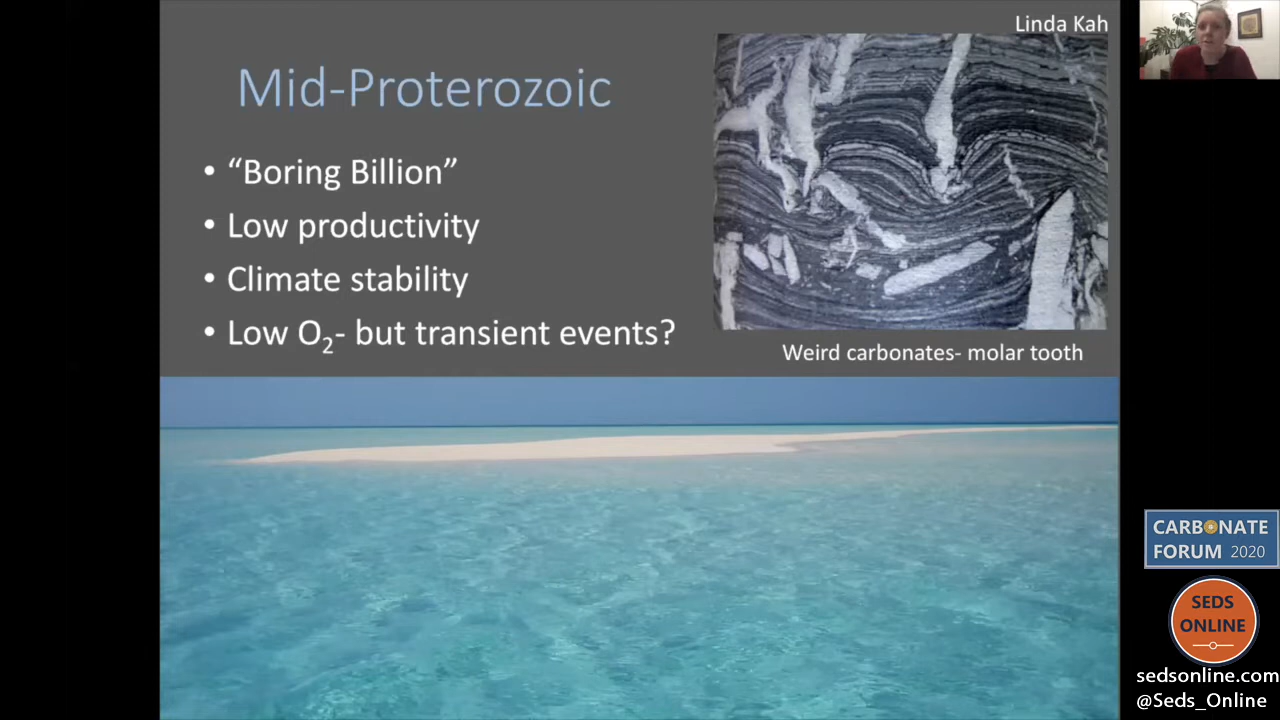 Linda Kah
Mid-Proterozoic
• “Boring Billion”
• Low productivity
• Climate stability
• Low O₂- but transient events?
Weird carbonates- molar tooth
CARBONATE
FORUM 2020
SEDS
ONLINE
sedsonline.com
@Seds_Online